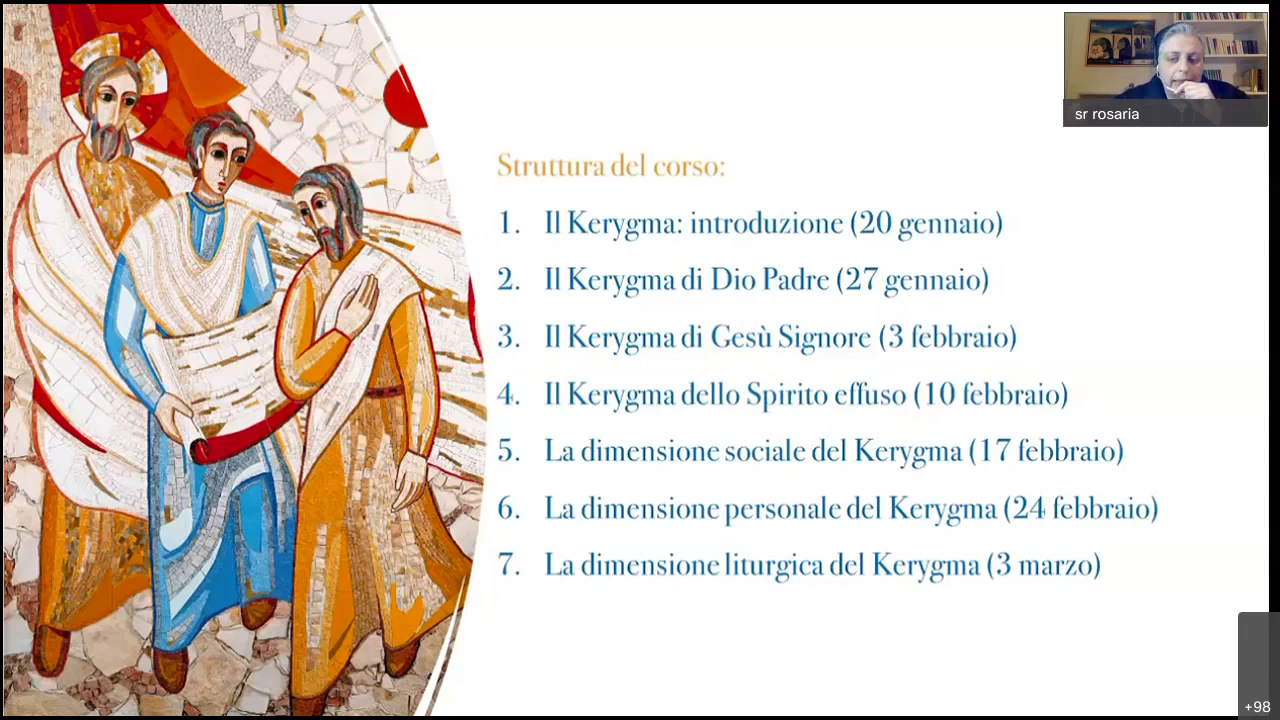 sr rosaria
Struttura del corso:
1. Il Kerygma: introduzione (20 gennaio)
2. Il Kerygma di Dio Padre (27 gennaio)
3. Il Kerygma di Gesù Signore (3 febbraio)
4. Il Kerygma dello Spirito effuso (10 febbraio)
5. La dimensione sociale del Kerygma (17 febbraio)
6. La dimensione personale del Kerygma (24 febbraio)
7. La dimensione liturgica del Kerygma (3 marzo)
+98